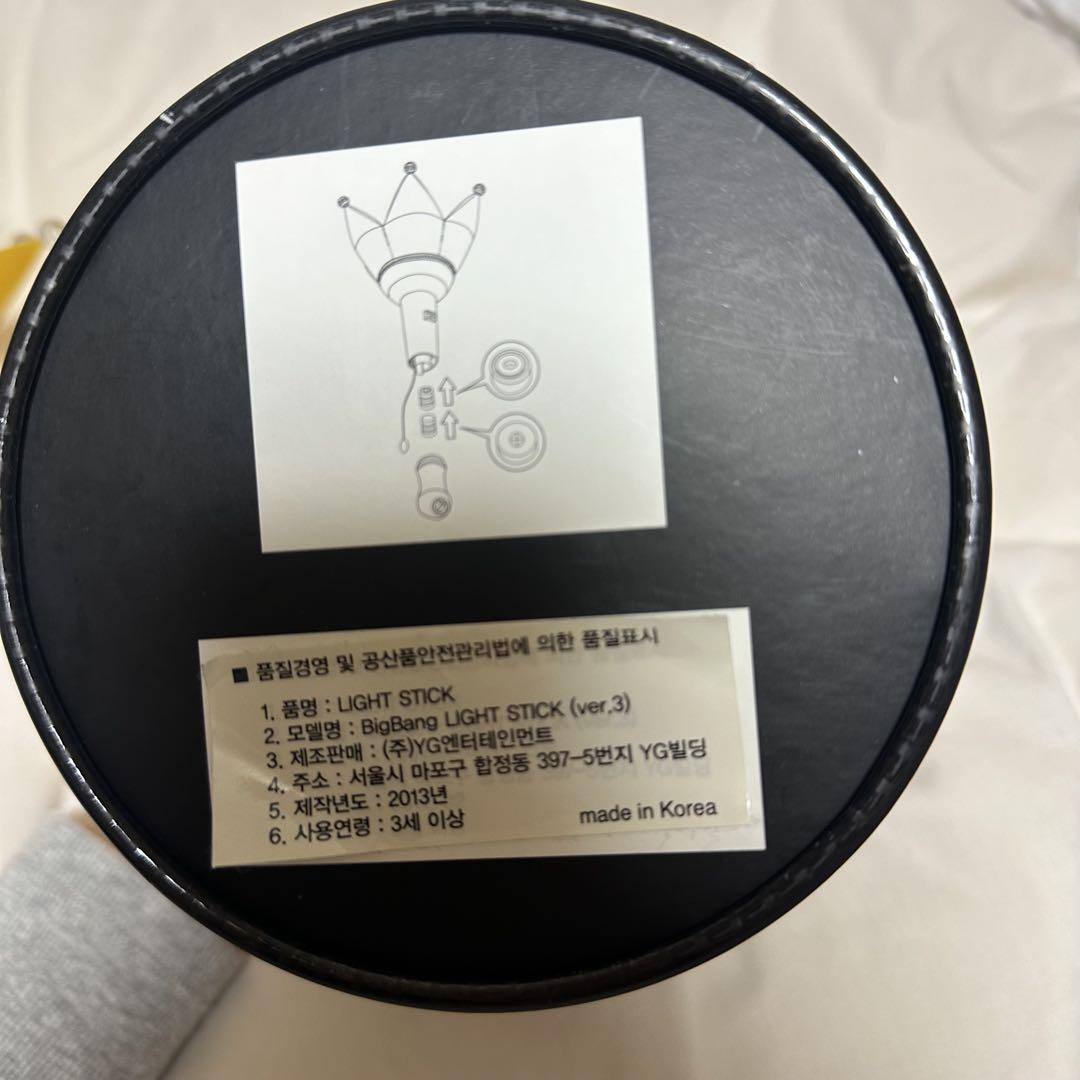 ■ 품질경영 및 공산품안전관리법에 의한 품질표시
1. 품명 : LIGHT STICK
2. 모델명 : BigBang LIGHT STICK (ver.3)
3. 제조판매 : (주)YG엔터테인먼트
4. 주소 : 서울시 마포구 합정동 397-5번지 YG빌딩
5. 제작년도 : 2013년
6. 사용연령 : 3세 이상
made in Korea